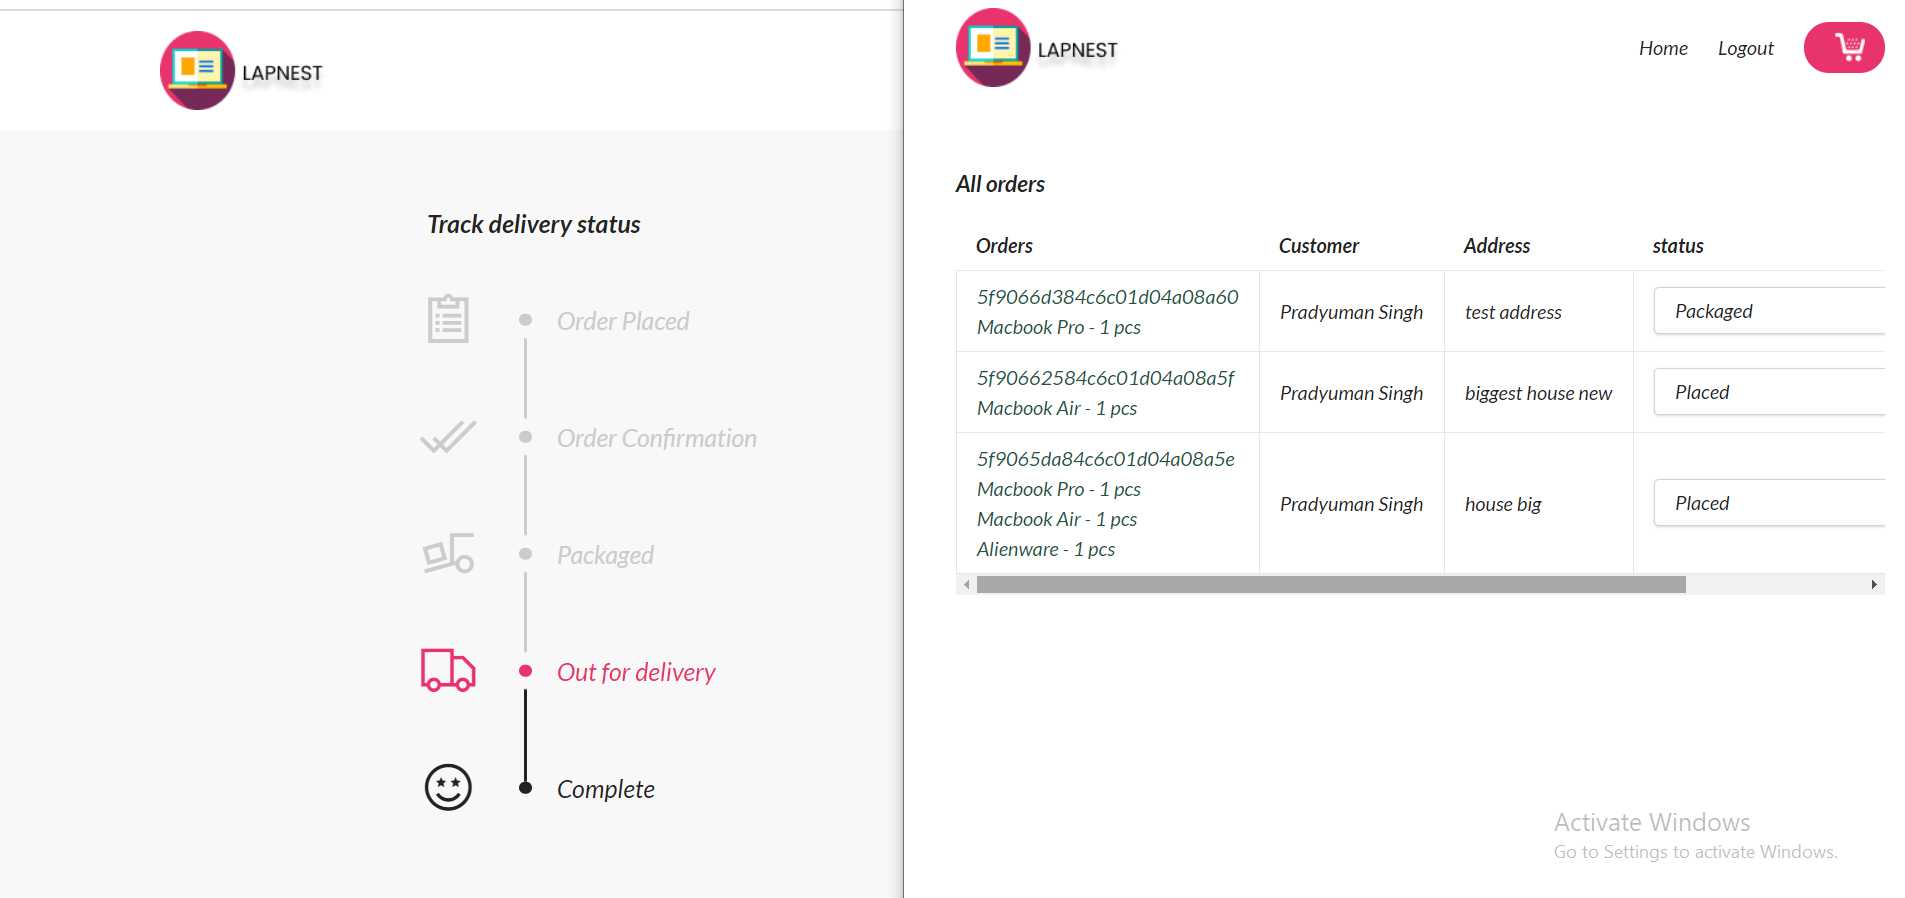 LAPNEST
Track delivery status
Order Placed
Order Confirmation
Packaged
Out for delivery
Complete
LAPNEST
Home Logout
All orders
Orders Customer Address status
5f9066d384c6c01d04a08a60
Macbook Pro - 1 pcs
Pradyuman Singh
test address
Packaged
5f90662584c6c01d04a08a5f
Macbook Air - 1 pcs
Pradyuman Singh
biggest house new
Placed
5f9065da84c6c01d04a08a5e
Macbook Pro - 1 pcs
Macbook Air - 1 pcs
Alienware - 1 pcs
Pradyuman Singh
house big
Placed
Activate Windows
Go to Settings to activate Windows.